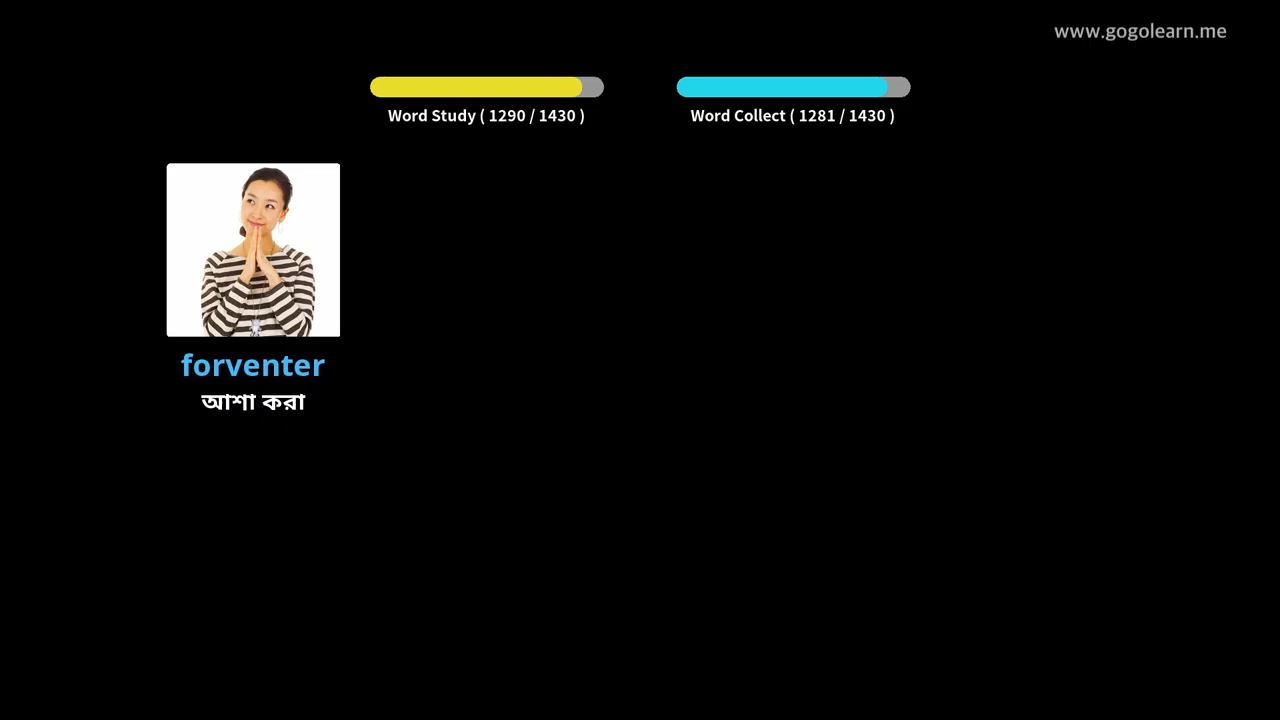 www.gogolearn.me
Word Study ( 1290 / 1430 )
Word Collect ( 1281 / 1430 )
forventer
আশা করা